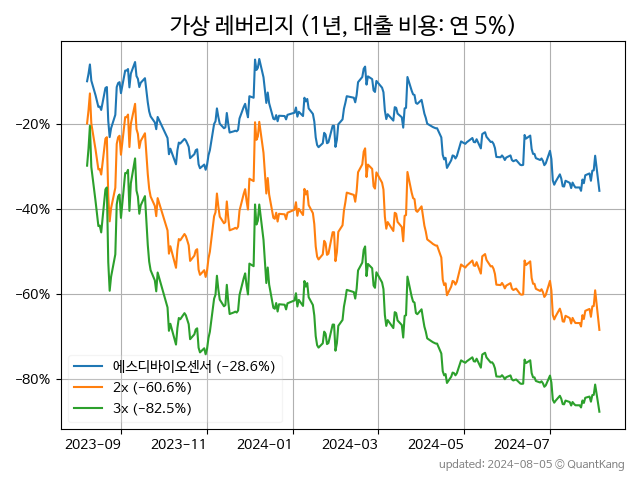 가상 레버리지 (1년, 대출 비용: 연 5%)
−20%
−40%
−60%
−80%
에스디바이오센서 (−28.6%)
2x (−60.6%)
3x (−82.5%)
2023-09 2023-11 2024-01 2024-03 2024-05 2024-07
updated: 2024-08-05 © QuantKang